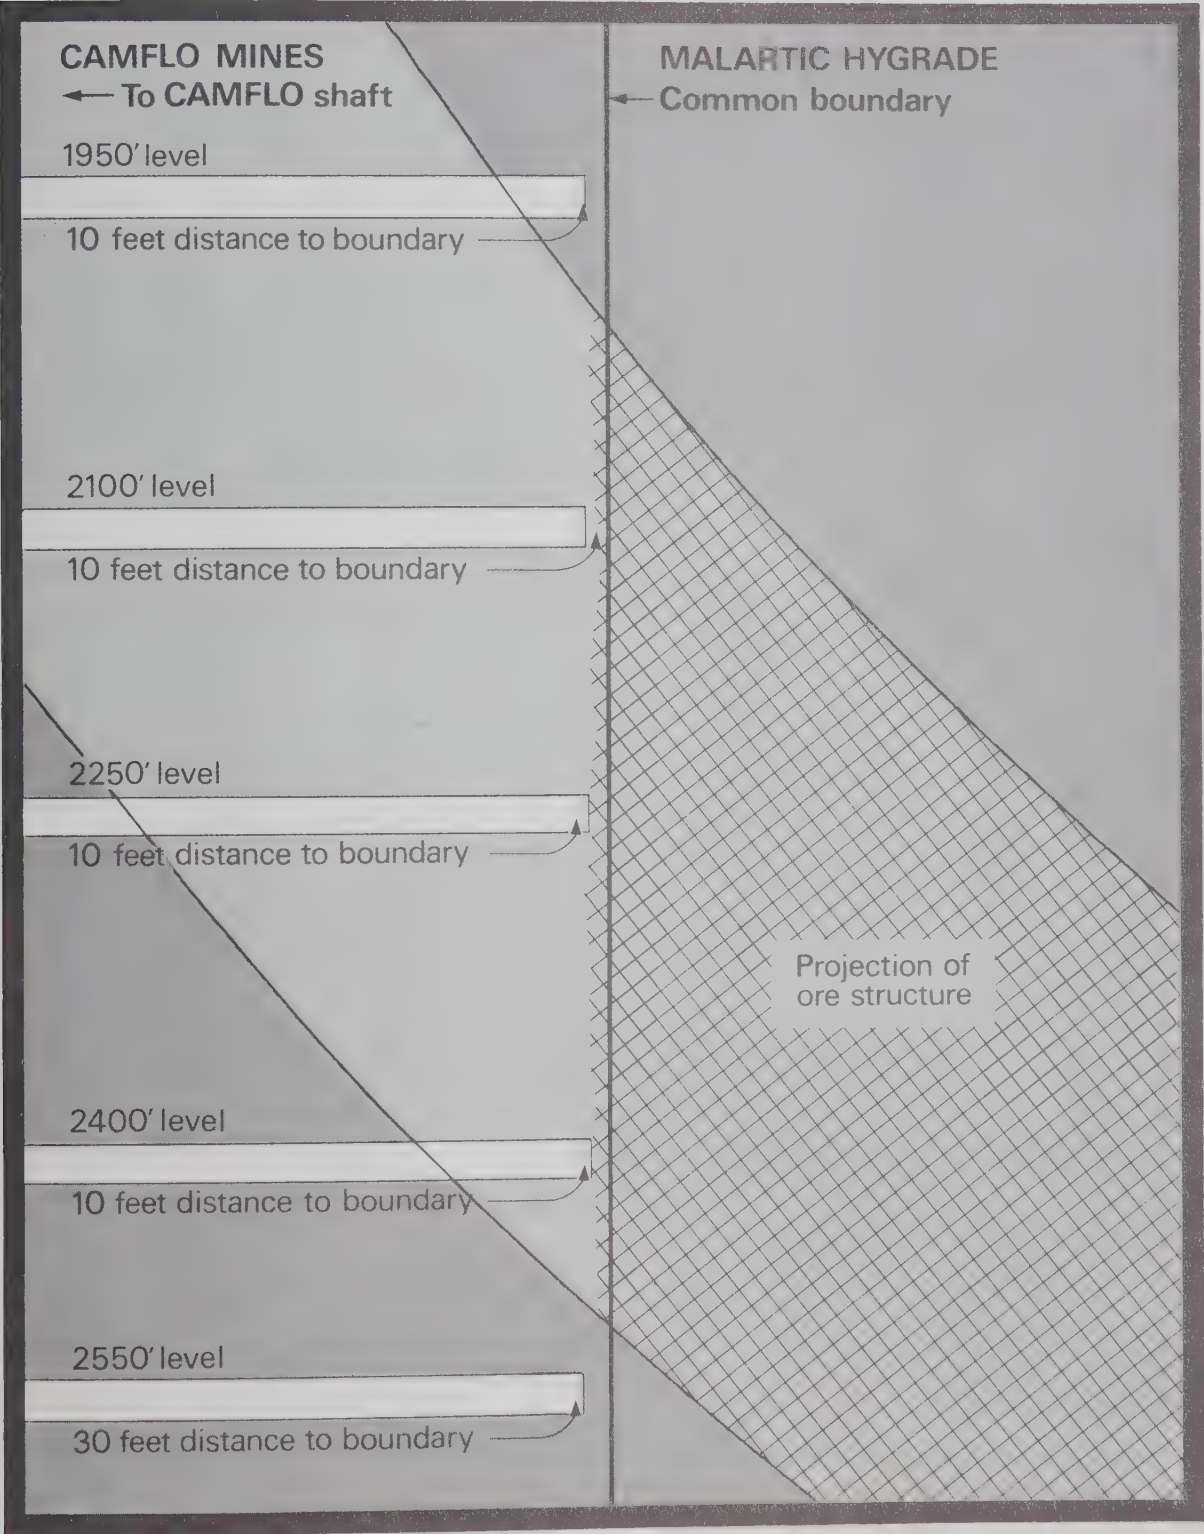 CAMFLO MINES
← To CAMFLO shaft
MALARTIC HYGRADE
← Common boundary
1950′ level
10 feet distance to boundary
2100′ level
10 feet distance to boundary
2250′ level
10 feet distance to boundary
Projection of
ore structure
2400′ level
10 feet distance to boundary
2550′ level
30 feet distance to boundary